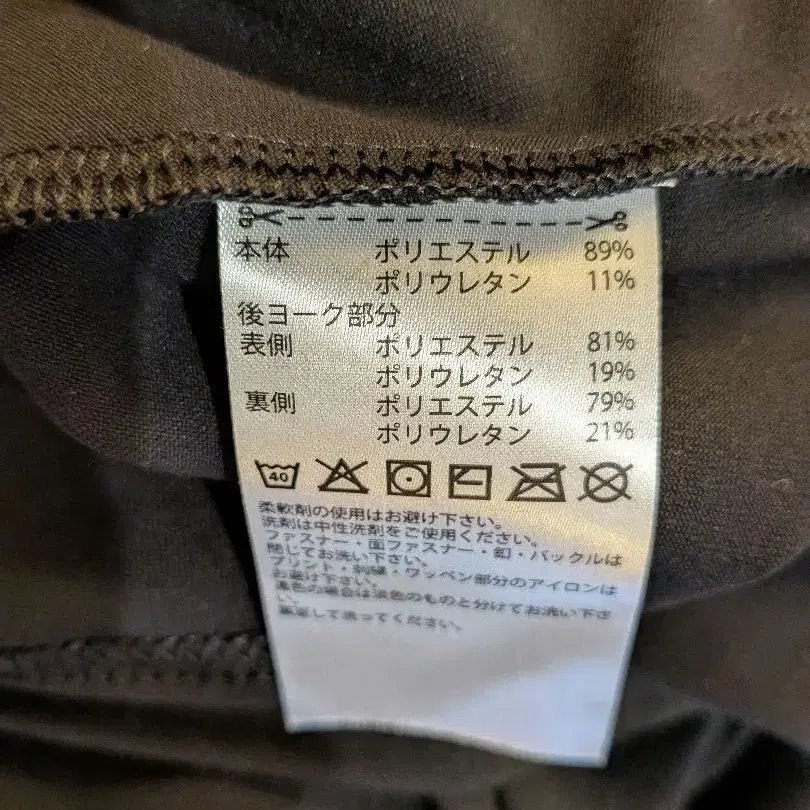 本体 ポリエステル 89%
ポリウレタン 11%
後ヨーク部分
表側 ポリエステル 81%
ポリウレタン 19%
裏側 ポリエステル 79%
ポリウレタン 21%
40
柔軟剤の使用はお避け下さい。
洗剤は中性洗剤をご使用ください。
ファスナー・面ファスナー・釦・バックルは
閉じてお洗い下さい。
プリント・刺繍・ワッペン部分のアイロンは
お避け下さい。
濃色の場合は淡色のものと分けてお洗い下さ
裏返して洗ってください。